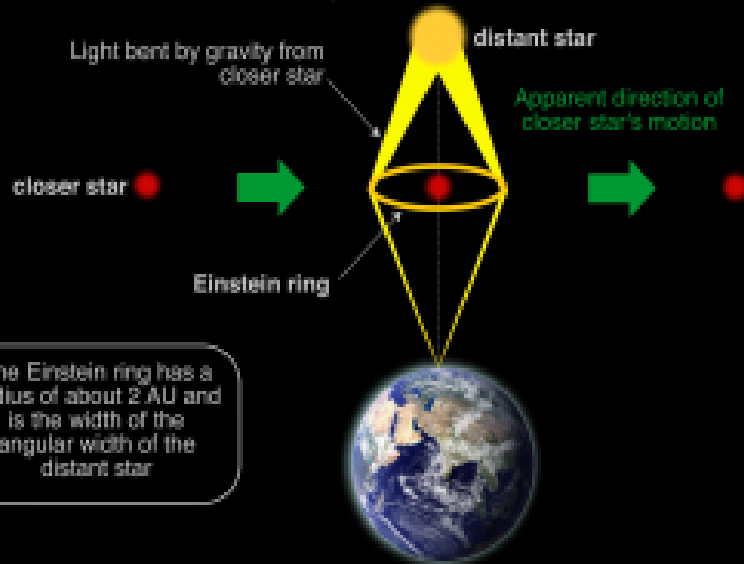 distant star
Light bent by gravity from
closer star
Apparent direction of
closer star's motion
closer star
Einstein ring
he Einstein ring has a
dius of about 2 AU and
is the width of the
angular width of the
distant star